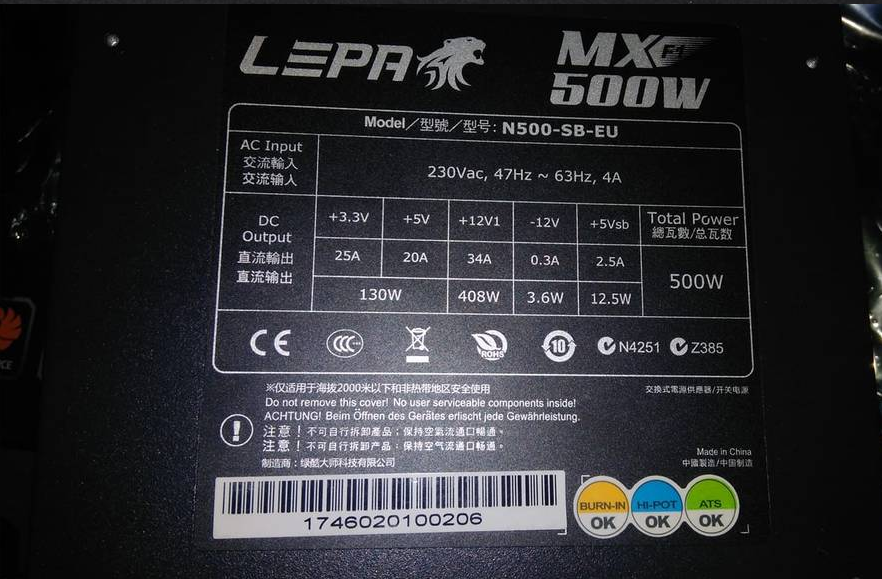 LEPA
MX F1
500W
Model/型號/型号: N500-SB-EU
AC Input
交流輸入
交流输入
230Vac, 47Hz ~ 63Hz, 4A
DC
Output
直流輸出
直流输出
+3.3V +5V +12V1 -12V +5Vsb Total Power
總瓦數/总瓦数
25A 20A 34A 0.3A 2.5A 500W
130W 408W 3.6W 12.5W
CE CCC ROHS 10 N4251 Z385
※仅适用于海拔2000米以下和非热带地区安全使用
交換式電源供應器/开关电源
Do not remove this cover! No user serviceable components inside!
ACHTUNG! Beim Öffnen des Gerätes erlischt jede Gewährleistung.
注意!不可自行拆卸產品;保持空氣流通口暢通。
注意!不可自行拆卸产品;保持空气流通口畅通。
制造商:绿酷大师科技有限公司
Made in China
中國製造/中国制造
1746020100206
BURN-IN OK
HI-POT OK
ATS OK